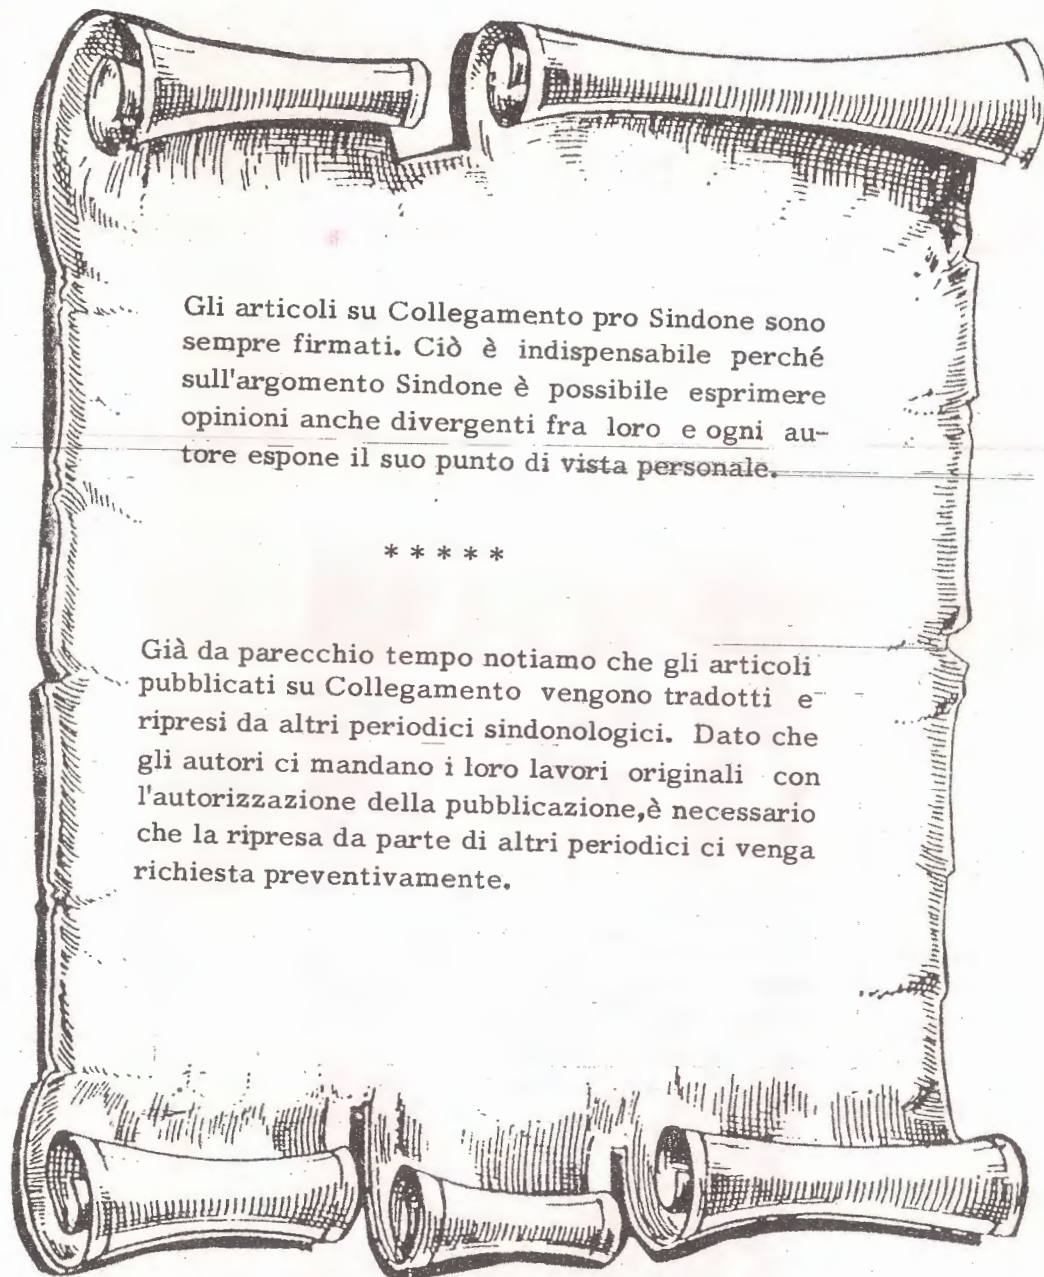 Gli articoli su Collegamento pro Sindone sono
sempre firmati. Ciò è indispensabile perché
sull'argomento Sindone è possibile esprimere
opinioni anche divergenti fra loro e ogni au-
tore espone il suo punto di vista personale.
* * * * *
Già da parecchio tempo notiamo che gli articoli
pubblicati su Collegamento vengono tradotti e
ripresi da altri periodici sindonologici. Dato che
gli autori ci mandano i loro lavori originali con
l'autorizzazione della pubblicazione,è necessario
che la ripresa da parte di altri periodici ci venga
richiesta preventivamente.